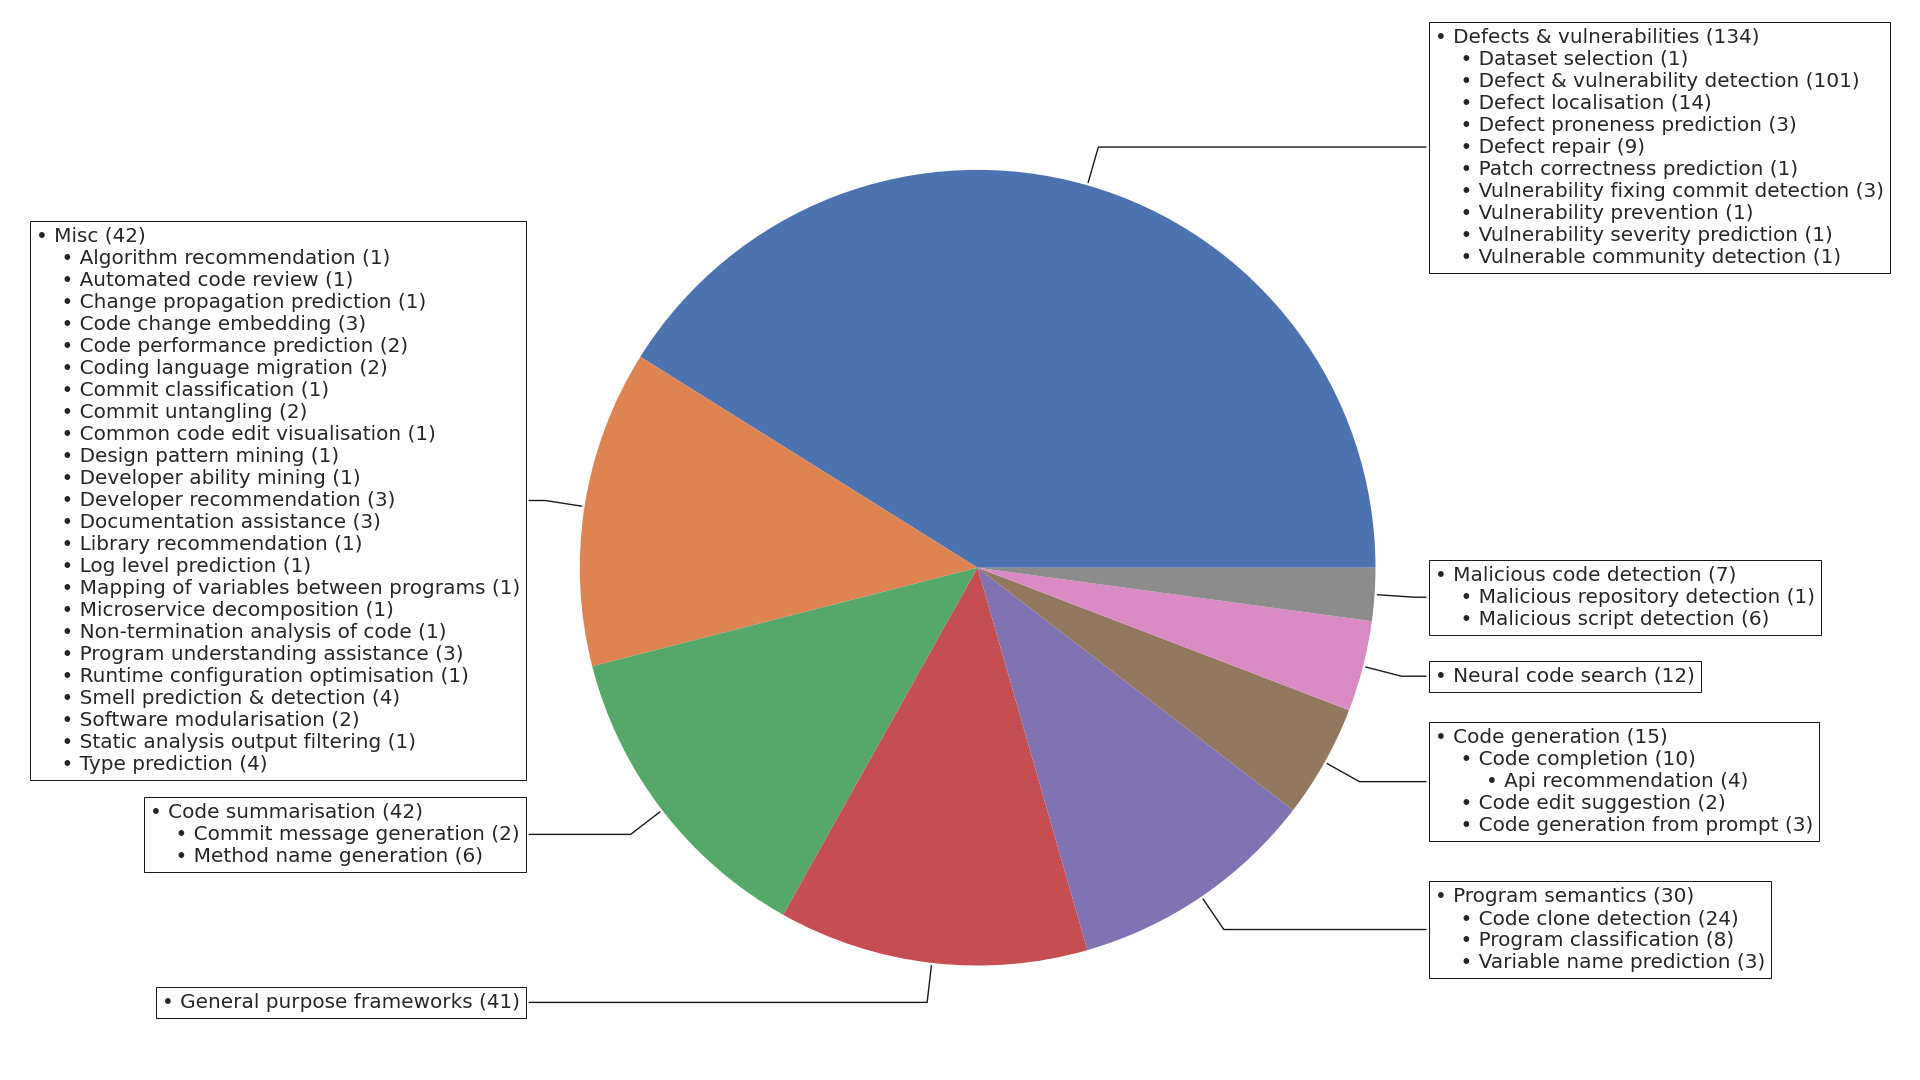 • Defects & vulnerabilities (134)
• Dataset selection (1)
• Defect & vulnerability detection (101)
• Defect localisation (14)
• Defect proneness prediction (3)
• Defect repair (9)
• Patch correctness prediction (1)
• Vulnerability fixing commit detection (3)
• Vulnerability prevention (1)
• Vulnerability severity prediction (1)
• Vulnerable community detection (1)
• Misc (42)
• Algorithm recommendation (1)
• Automated code review (1)
• Change propagation prediction (1)
• Code change embedding (3)
• Code performance prediction (2)
• Coding language migration (2)
• Commit classification (1)
• Commit untangling (2)
• Common code edit visualisation (1)
• Design pattern mining (1)
• Developer ability mining (1)
• Developer recommendation (3)
• Documentation assistance (3)
• Library recommendation (1)
• Log level prediction (1)
• Mapping of variables between programs (1)
• Microservice decomposition (1)
• Non-termination analysis of code (1)
• Program understanding assistance (3)
• Runtime configuration optimisation (1)
• Smell prediction & detection (4)
• Software modularisation (2)
• Static analysis output filtering (1)
• Type prediction (4)
• Code summarisation (42)
• Commit message generation (2)
• Method name generation (6)
• General purpose frameworks (41)
• Malicious code detection (7)
• Malicious repository detection (1)
• Malicious script detection (6)
• Neural code search (12)
• Code generation (15)
• Code completion (10)
• Api recommendation (4)
• Code edit suggestion (2)
• Code generation from prompt (3)
• Program semantics (30)
• Code clone detection (24)
• Program classification (8)
• Variable name prediction (3)